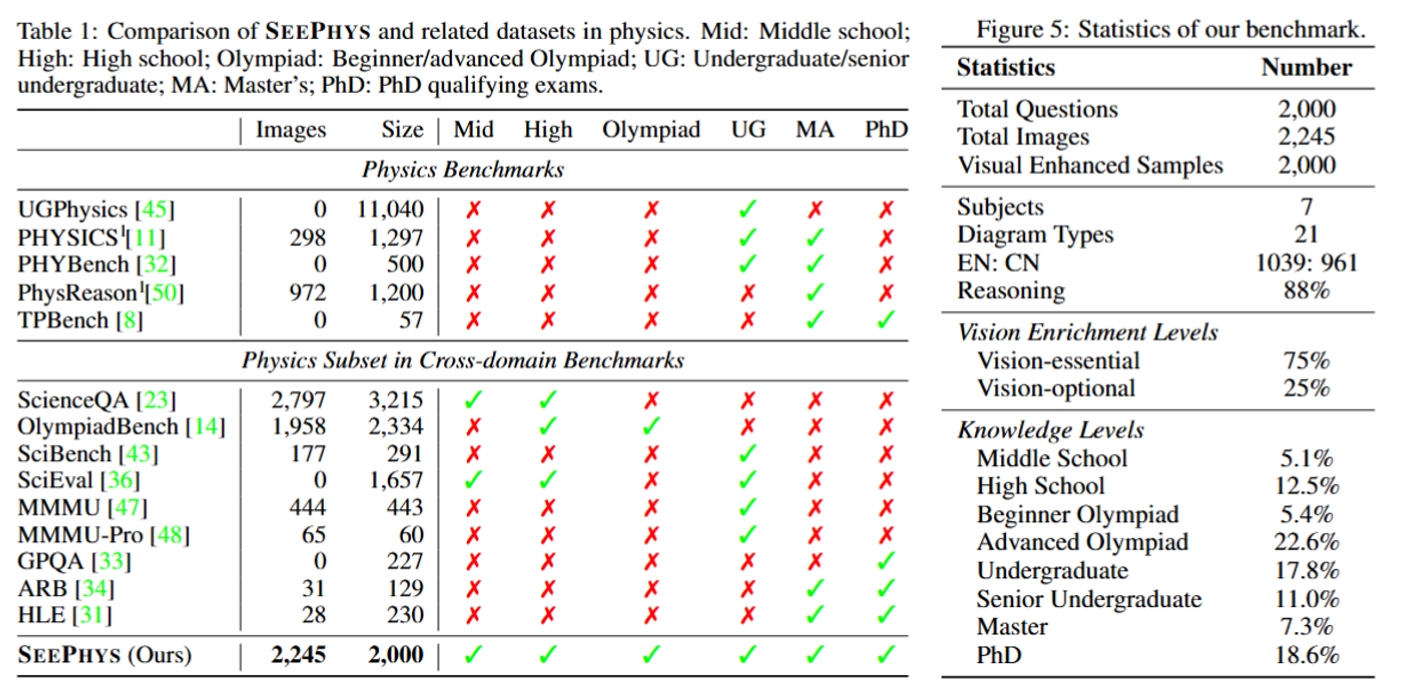 Table 1: Comparison of SEEPHYS and related datasets in physics. Mid: Middle school;
High: High school; Olympiad: Beginner/advanced Olympiad; UG: Undergraduate/senior
undergraduate; MA: Master's; PhD: PhD qualifying exams.
Images Size Mid High Olympiad UG MA PhD
Physics Benchmarks
UGPhysics [45] 0 11,040 ✗ ✗ ✗ ✓ ✗ ✗
PHYSICS¹[11] 298 1,297 ✗ ✗ ✗ ✓ ✓ ✗
PHYBench [32] 0 500 ✗ ✗ ✗ ✓ ✓ ✗
PhysReason¹[50] 972 1,200 ✗ ✗ ✗ ✗ ✓ ✗
TPBench [8] 0 57 ✗ ✗ ✗ ✗ ✓ ✓
Physics Subset in Cross-domain Benchmarks
ScienceQA [23] 2,797 3,215 ✓ ✓ ✗ ✗ ✗ ✗
OlympiadBench [14] 1,958 2,334 ✗ ✓ ✓ ✗ ✗ ✗
SciBench [43] 177 291 ✗ ✗ ✗ ✓ ✗ ✗
SciEval [36] 0 1,657 ✓ ✓ ✗ ✓ ✗ ✗
MMMU [47] 444 443 ✗ ✗ ✗ ✓ ✗ ✗
MMMU-Pro [48] 65 60 ✗ ✗ ✗ ✓ ✗ ✗
GPQA [33] 0 227 ✗ ✗ ✗ ✗ ✗ ✓
ARB [34] 31 129 ✗ ✗ ✗ ✗ ✓ ✓
HLE [31] 28 230 ✗ ✗ ✗ ✗ ✓ ✓
SEEPHYS (Ours) 2,245 2,000 ✓ ✓ ✓ ✓ ✓ ✓
Figure 5: Statistics of our benchmark.
Statistics Number
Total Questions 2,000
Total Images 2,245
Visual Enhanced Samples 2,000
Subjects 7
Diagram Types 21
EN: CN 1039: 961
Reasoning 88%
Vision Enrichment Levels
Vision-essential 75%
Vision-optional 25%
Knowledge Levels
Middle School 5.1%
High School 12.5%
Beginner Olympiad 5.4%
Advanced Olympiad 22.6%
Undergraduate 17.8%
Senior Undergraduate 11.0%
Master 7.3%
PhD 18.6%